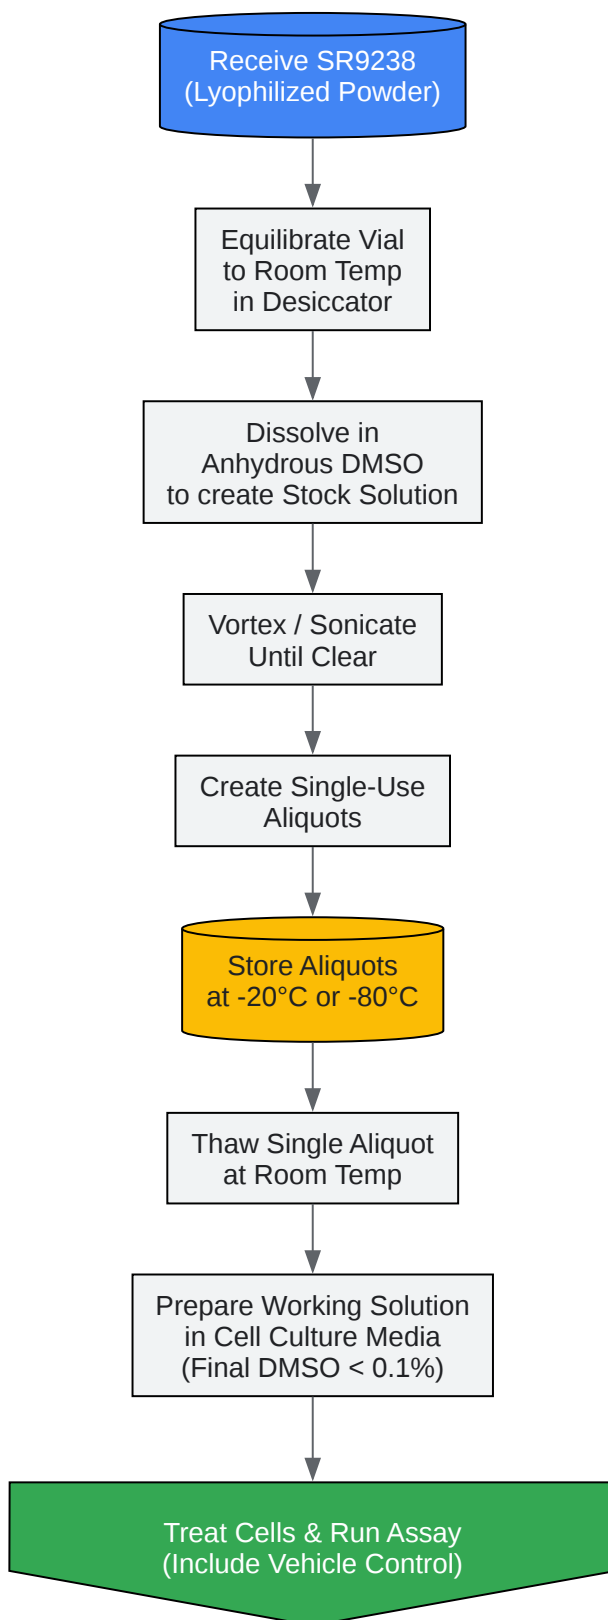 Receive SR9238
(Lyophilized Powder)
Equilibrate Vial
to Room Temp
in Desiccator
Dissolve in
Anhydrous DMSO
to create Stock Solution
Vortex / Sonicate
Until Clear
Create Single-Use
Aliquots
Store Aliquots
at -20°C or -80°C
Thaw Single Aliquot
at Room Temp
Prepare Working Solution
in Cell Culture Media
(Final DMSO < 0.1%)
Treat Cells & Run Assay
(Include Vehicle Control)